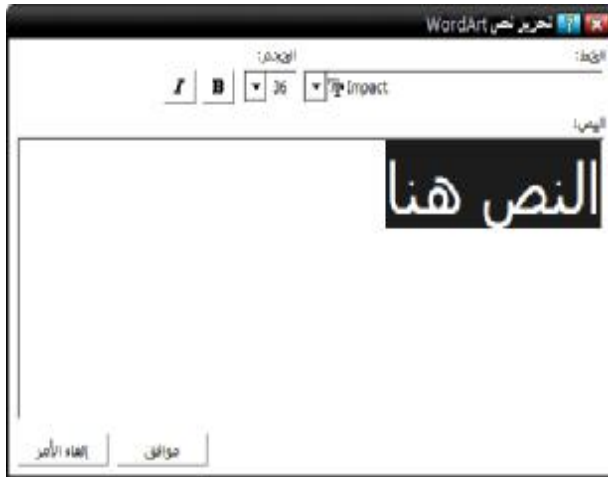 تحرير نص WordArt
الخط: الحجم:
Impact 36 B I
النص:
النص هنا
موافق إلغاء الأمر